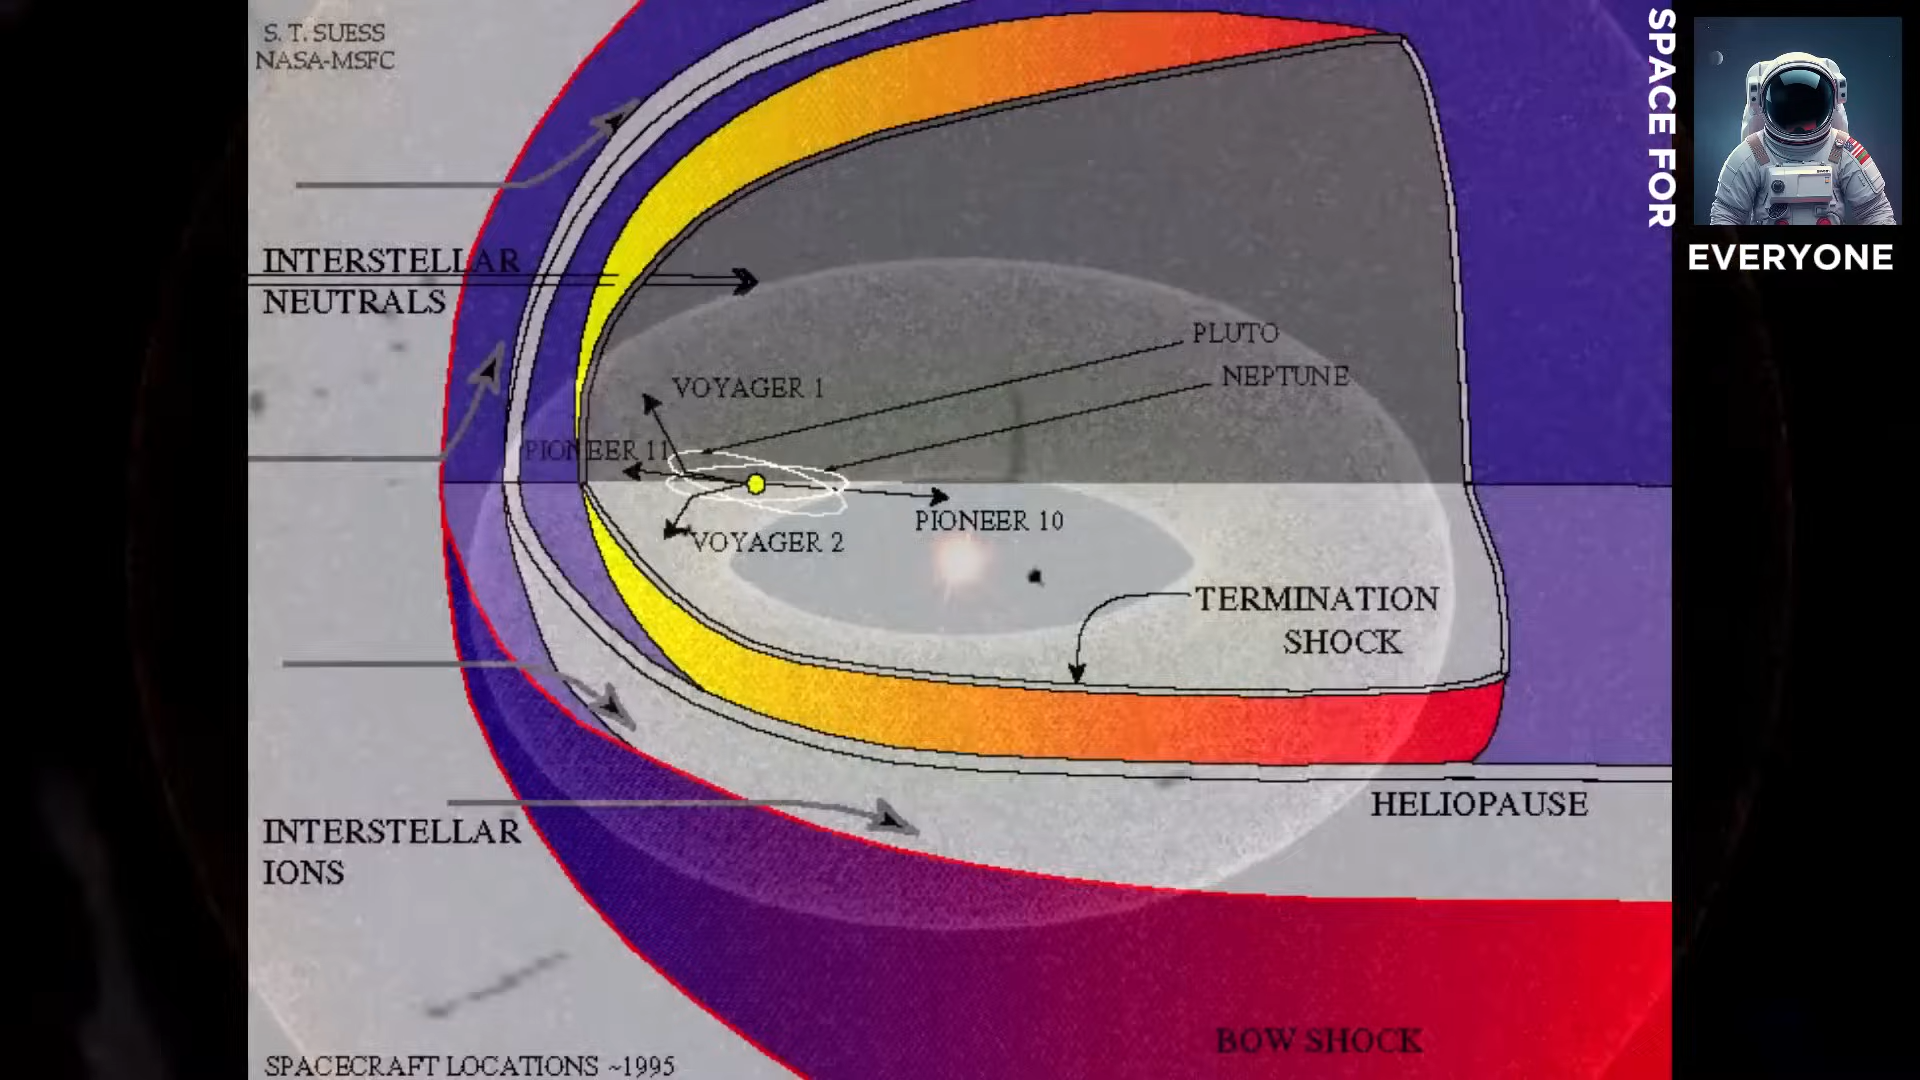 S. T. SUESS
NASA-MSFC
SPACE FOR
EVERYONE
INTERSTELLAR
NEUTRALS
PLUTO
NEPTUNE
VOYAGER 1
PIONEER 11
PIONEER 10
VOYAGER 2
TERMINATION
SHOCK
HELIOPAUSE
INTERSTELLAR
IONS
BOW SHOCK
SPACECRAFT LOCATIONS ~1995